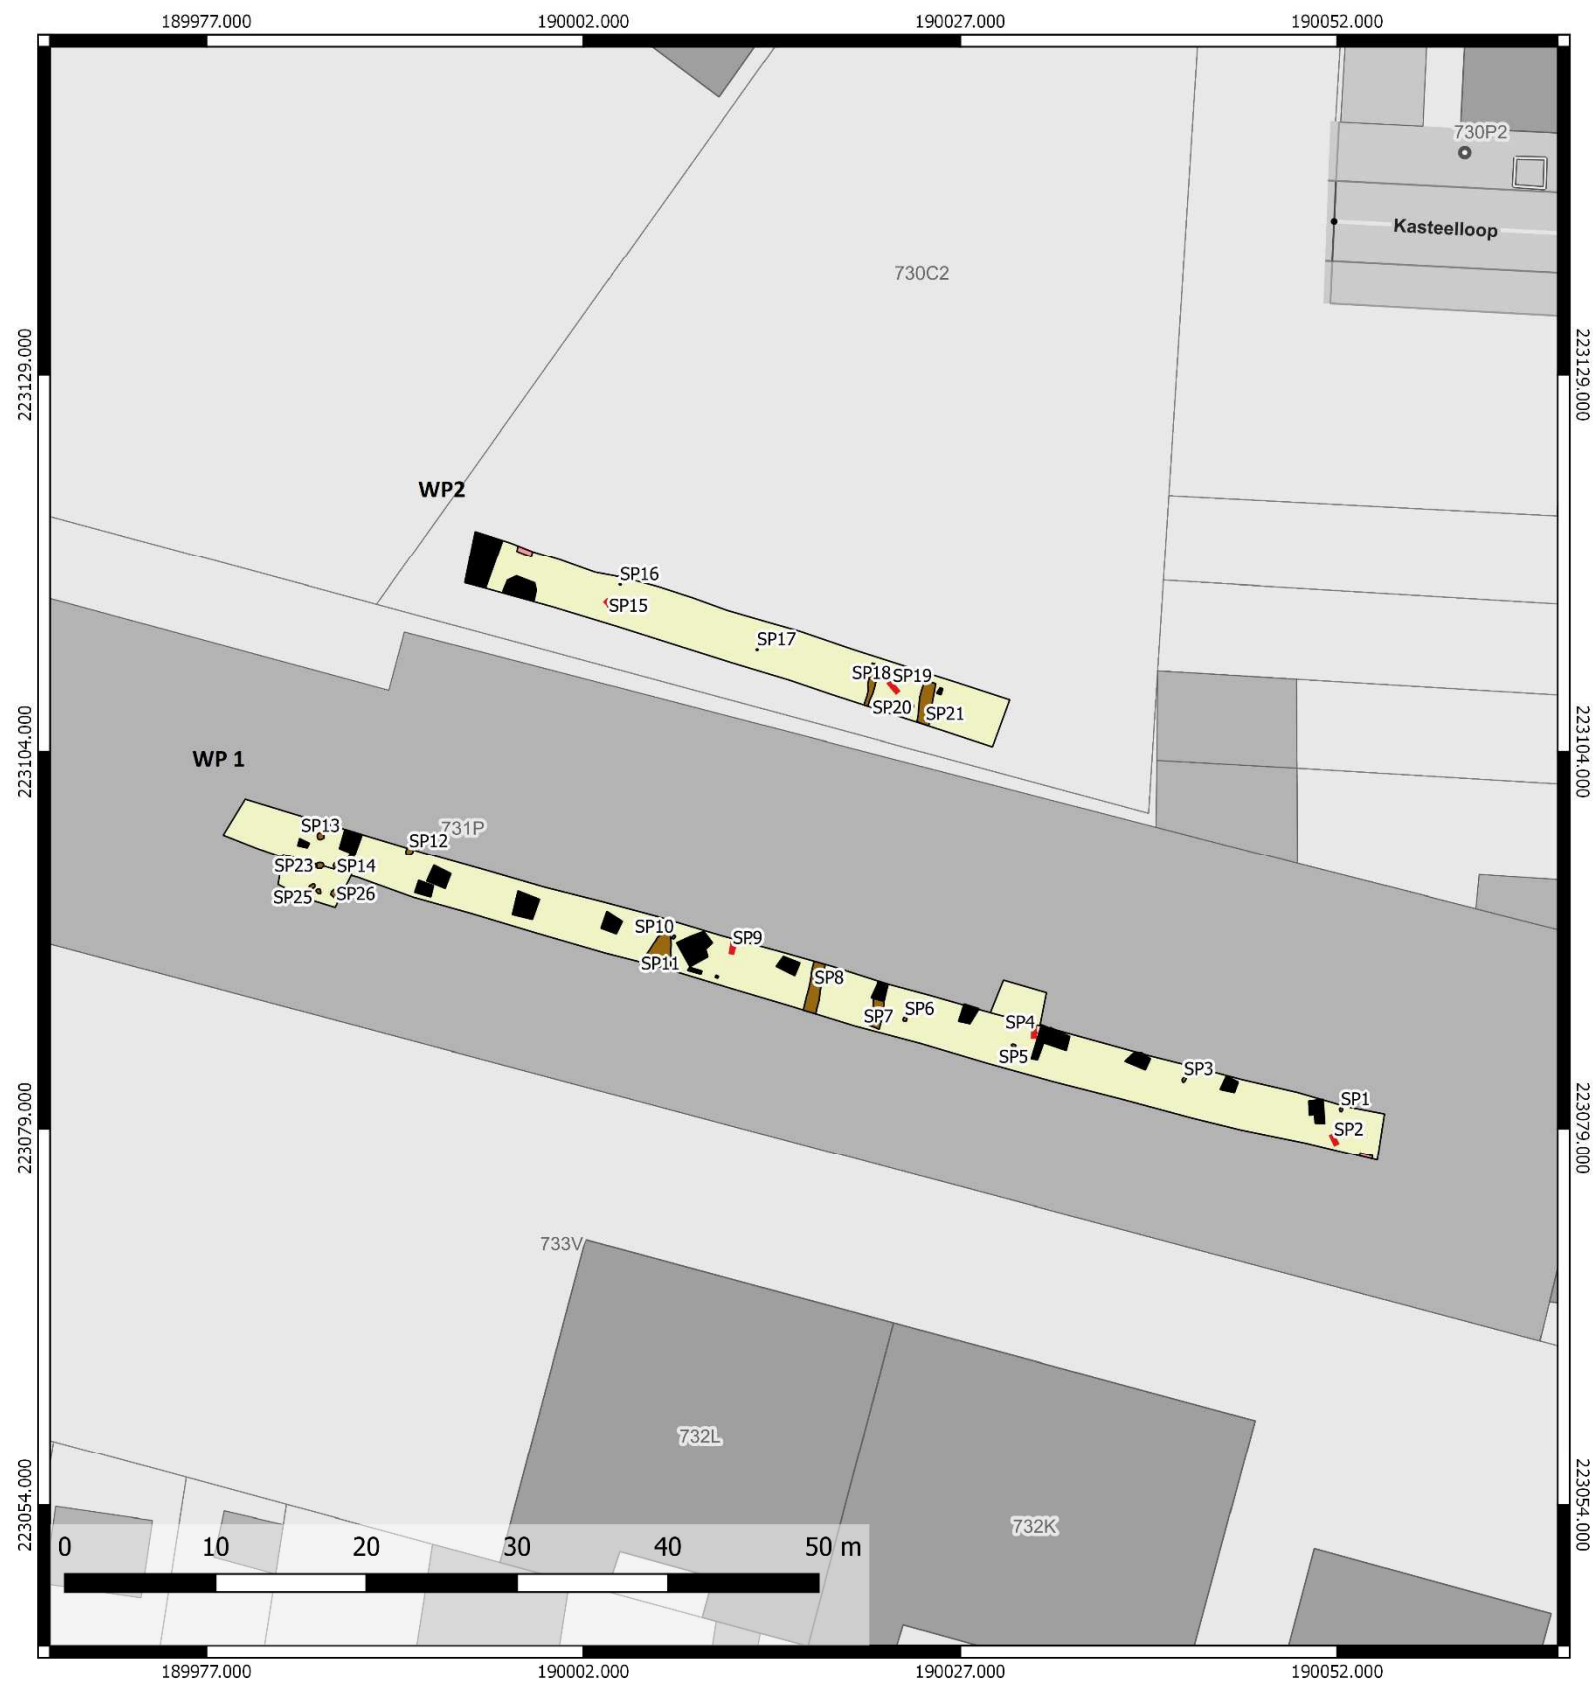 189977.000 190002.000 190027.000 190052.000
730P2
Kasteelloop
730C2
223129.000 223129.000
WP2
SP16
SP15
SP17
SP18 SP19
SP20 SP21
223104.000 223104.000
WP 1
SP13 731P
SP12
SP23 SP14
SP25 SP26
SP10 SP9
SP11 SP8
SP7 SP6
SP4
SP5
SP3
SP1
SP2
223079.000 223079.000
733V
732L
732K
223054.000 223054.000
0 10 20 30 40 50 m
189977.000 190002.000 190027.000 190052.000